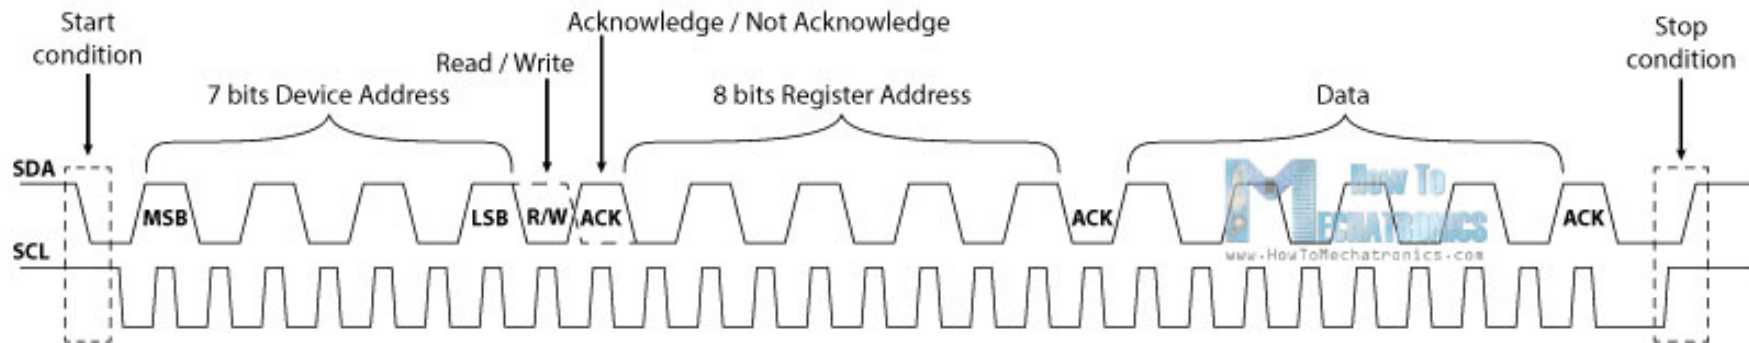 Start
condition
Acknowledge / Not Acknowledge
Stop
condition
Read / Write
7 bits Device Address
8 bits Register Address
Data
SDA
MSB
LSB
R/W
ACK
ACK
ACK
SCL
How To
MECHATRONICS
www.HowToMechatronics.com